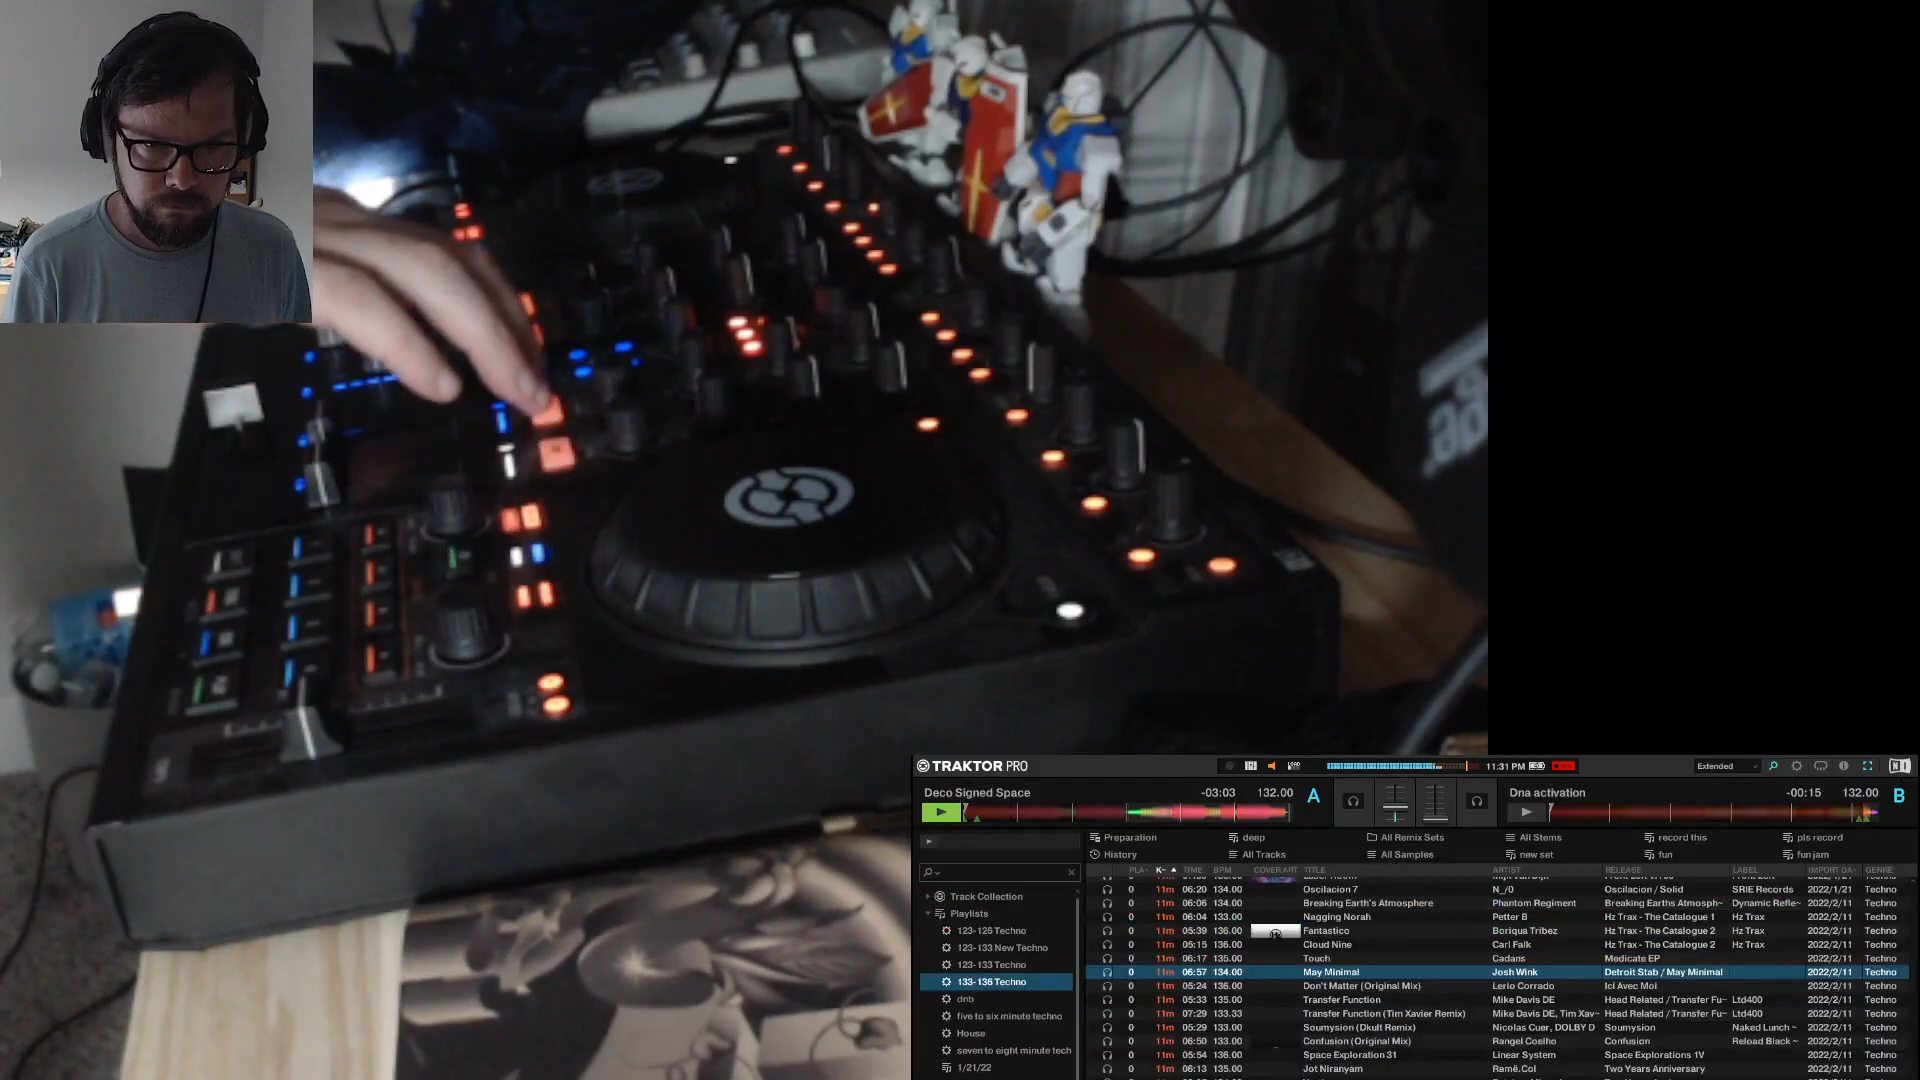 TRAKTOR PRO
11:31 PM
Extended
Deco Signed Space -03:03 132.00 A
Dna activation -00:15 132.00 B
Preparation deep All Remix Sets All Stems record this pls record
History All Tracks All Samples new set fun fun jam
TIME BPM COVER ART TITLE ARTIST RELEASE LABEL IMPORT DA GENRE
Track Collection
Playlists
123-126 Techno
123-133 New Techno
123-133 Techno
133-136 Techno
dnb
five to six minute techno
House
seven to eight minute tech
1/21/22
0 11m 06:20 134.00 Oscilacion 7 N_/0 Oscilacion / Solid SRIE Records 2022/1/21 Techno
0 11m 06:06 134.00 Breaking Earth's Atmosphere Phantom Regiment Breaking Earths Atmosph~ Dynamic Refle~ 2022/2/11 Techno
0 11m 06:04 133.00 Nagging Norah Petter B Hz Trax - The Catalogue 1 Hz Trax 2022/2/11 Techno
0 11m 05:39 136.00 Fantastico Boriqua Tribez Hz Trax - The Catalogue 2 Hz Trax 2022/2/11 Techno
0 11m 05:15 136.00 Cloud Nine Carl Falk Hz Trax - The Catalogue 2 Hz Trax 2022/2/11 Techno
0 11m 06:17 135.00 Touch Cadans Medicate EP 2022/2/11 Techno
0 11m 06:57 134.00 May Minimal Josh Wink Detroit Stab / May Minimal 2022/2/11 Techno
0 11m 05:24 136.00 Don't Matter (Original Mix) Lerio Corrado Ici Avec Moi 2022/2/11 Techno
0 11m 05:33 135.00 Transfer Function Mike Davis DE Head Related / Transfer Fu~ Ltd400 2022/2/11 Techno
0 11m 07:29 133.33 Transfer Function (Tim Xavier Remix) Mike Davis DE, Tim Xav~ Head Related / Transfer Fu~ Ltd400 2022/2/11 Techno
0 11m 05:29 133.00 Soumysion (Dkult Remix) Nicolas Cuer, DOLBY D Soumysion Naked Lunch ~ 2022/2/11 Techno
0 11m 06:50 133.00 Confusion (Original Mix) Rangel Coelho Confusion Reload Black ~ 2022/2/11 Techno
0 11m 05:54 136.00 Space Exploration 31 Linear System Space Explorations 1V 2022/2/11 Techno
0 11m 06:13 135.00 Jot Niranyam Ramë.Col Two Years Anniversary 2022/2/11 Techno